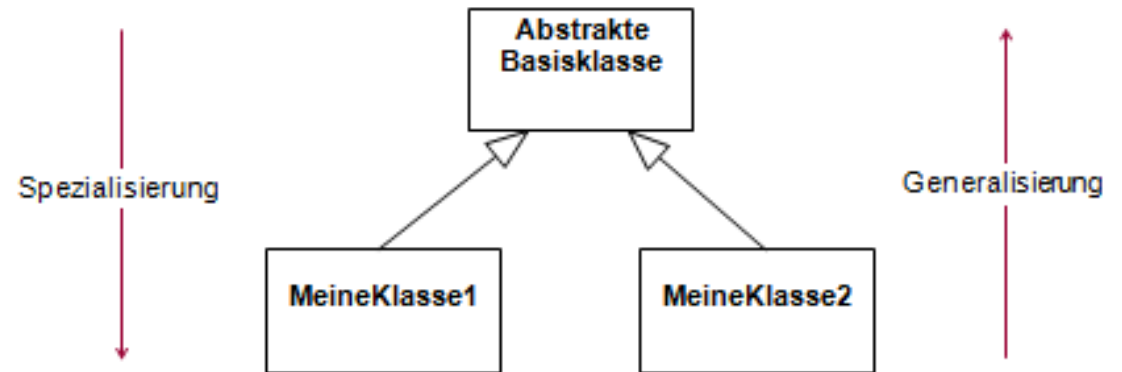 Abstrakte
Basisklasse
Spezialisierung
Generalisierung
MeineKlasse1
MeineKlasse2